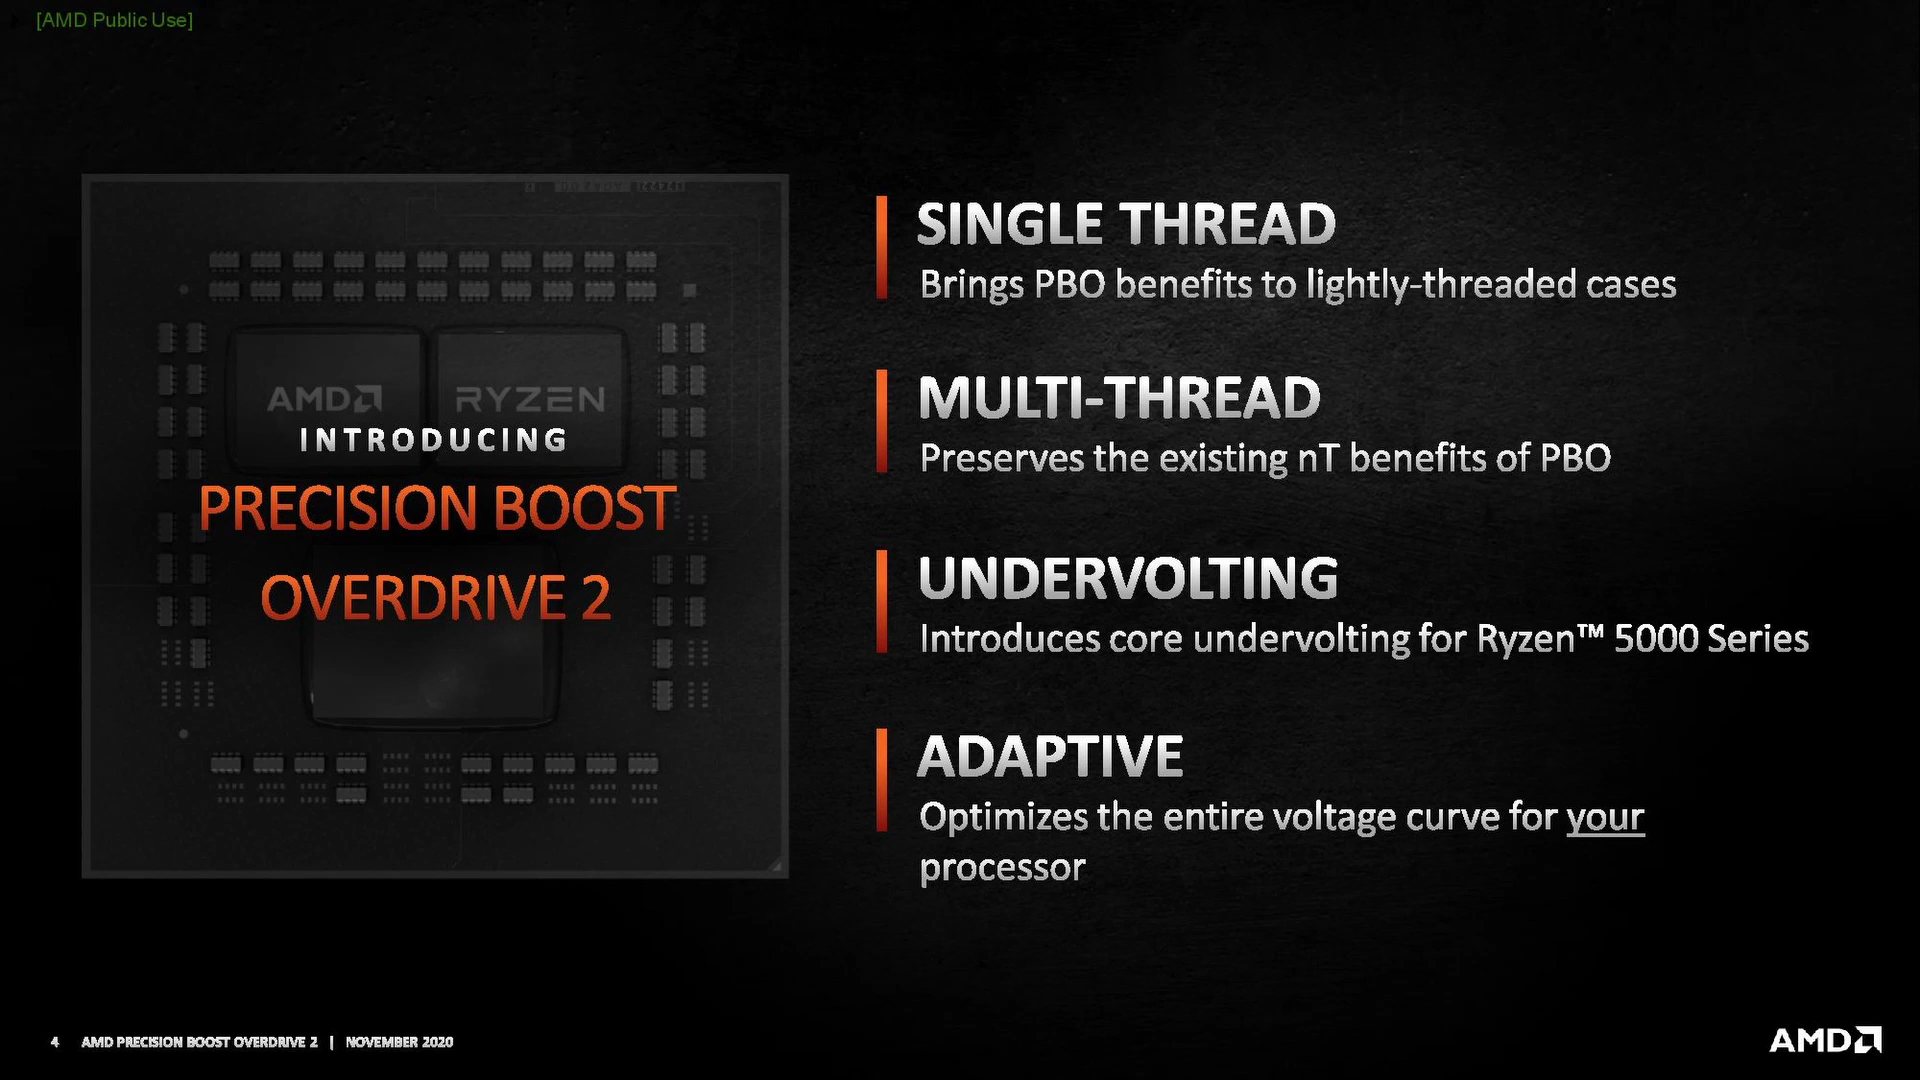 [AMD Public Use]
AMD
RYZEN
INTRODUCING
PRECISION BOOST
OVERDRIVE 2
SINGLE THREAD
Brings PBO benefits to lightly-threaded cases
MULTI-THREAD
Preserves the existing nT benefits of PBO
UNDERVOLTING
Introduces core undervolting for Ryzen™ 5000 Series
ADAPTIVE
Optimizes the entire voltage curve for your
processor
4 AMD PRECISION BOOST OVERDRIVE 2 | NOVEMBER 2020
AMD